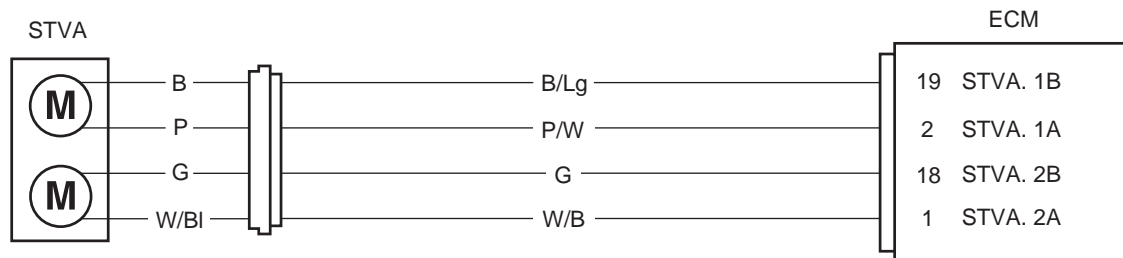 STVA
ECM
M
B
B/Lg
19 STVA. 1B
P
P/W
2 STVA. 1A
M
G
G
18 STVA. 2B
W/Bl
W/B
1 STVA. 2A